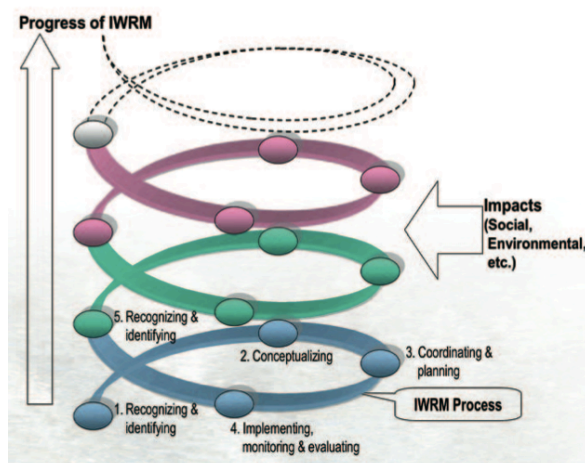 Progress of IWRM
Impacts
(Social,
Environmental,
etc.)
5. Recognizing &
identifying
2. Conceptualizing
3. Coordinating &
planning
1. Recognizing &
identifying
4. Implementing,
monitoring & evaluating
IWRM Process